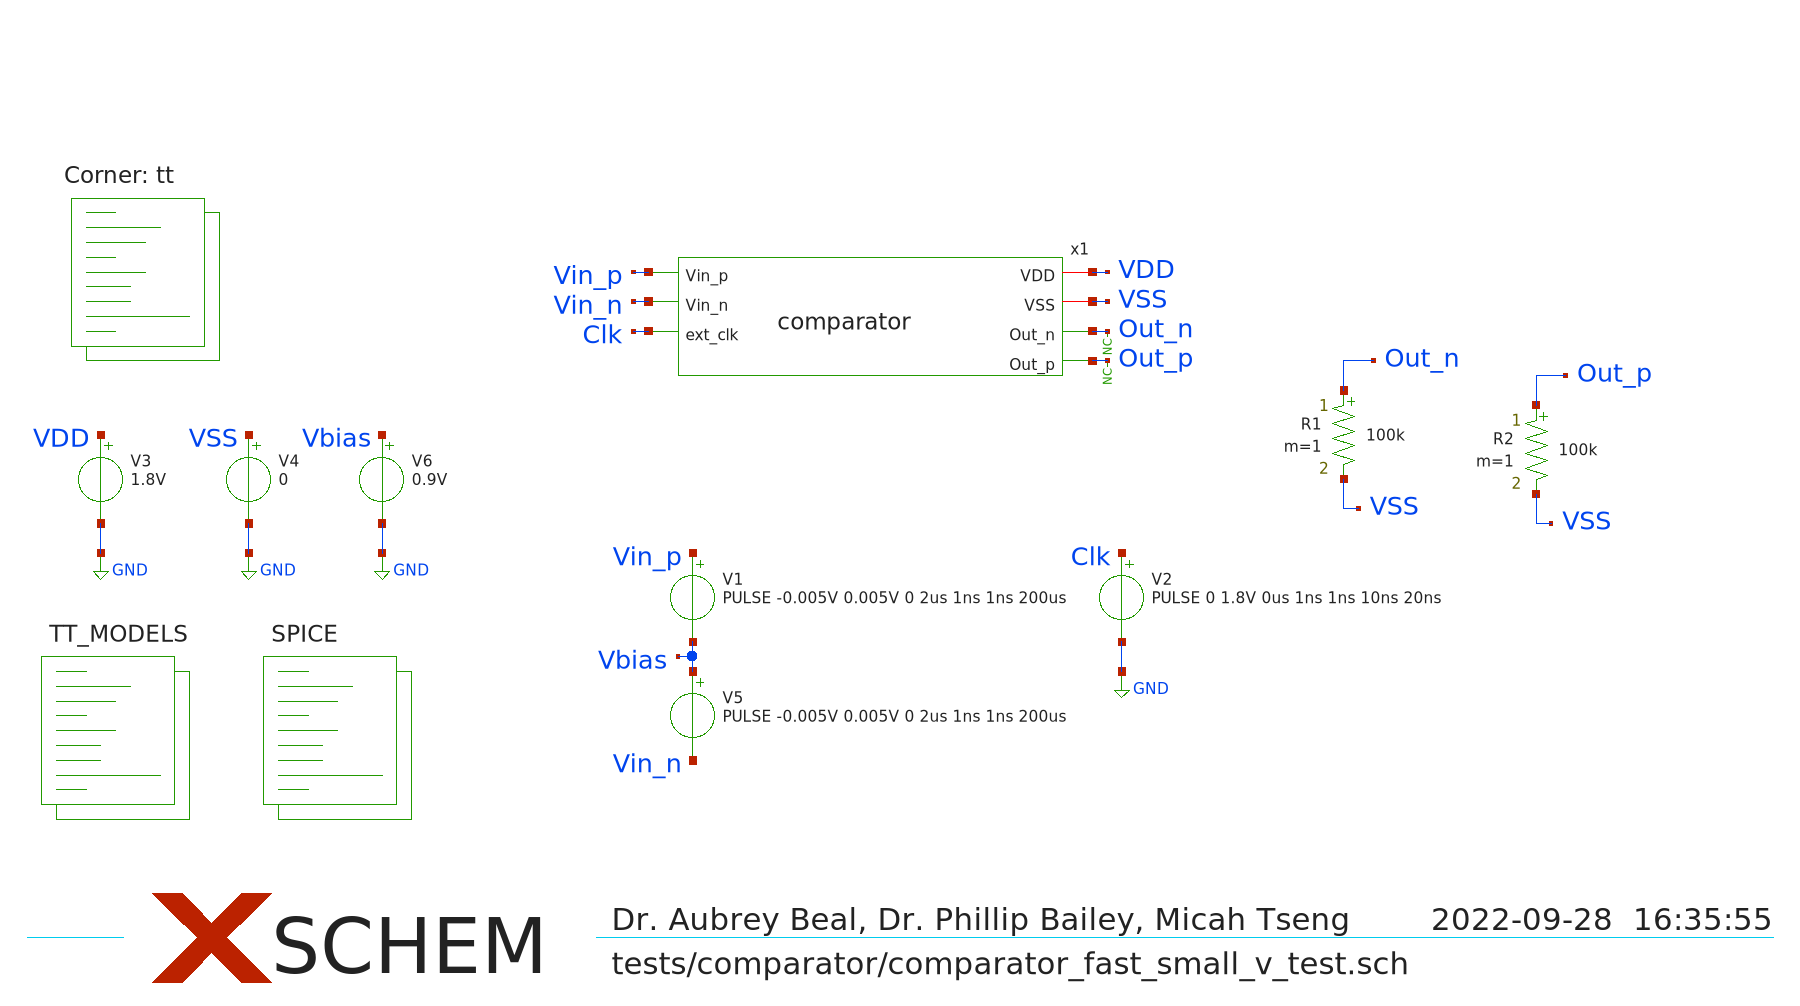 Corner: tt
x1
Vin_p
Vin_n
Clk
Vin_p
Vin_n
ext_clk
comparator
VDD
VSS
Out_n
Out_p
VDD
VSS
Out_n
Out_p
NC
NC
Out_n
1
+
R1
m=1
100k
2
VSS
Out_p
1
+
R2
m=1
100k
2
VSS
VDD
+
V3
1.8V
GND
VSS
+
V4
0
GND
Vbias
+
V6
0.9V
GND
Vin_p
+
V1
PULSE -0.005V 0.005V 0 2us 1ns 1ns 200us
Vbias
+
V5
PULSE -0.005V 0.005V 0 2us 1ns 1ns 200us
Vin_n
Clk
+
V2
PULSE 0 1.8V 0us 1ns 1ns 10ns 20ns
GND
TT_MODELS
SPICE
XSCHEM
Dr. Aubrey Beal, Dr. Phillip Bailey, Micah Tseng
2022-09-28 16:35:55
tests/comparator/comparator_fast_small_v_test.sch